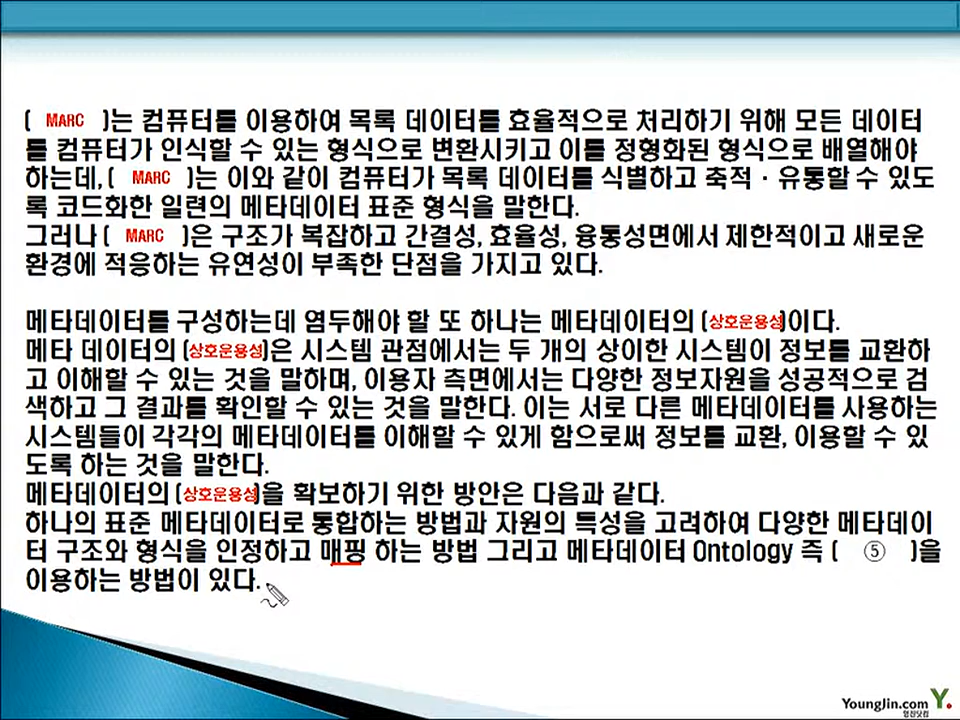 ( MARC )는 컴퓨터를 이용하여 목록 데이터를 효율적으로 처리하기 위해 모든 데이터
를 컴퓨터가 인식할 수 있는 형식으로 변환시키고 이를 정형화된 형식으로 배열해야
하는데, ( MARC )는 이와 같이 컴퓨터가 목록 데이터를 식별하고 축적·유통할 수 있도
록 코드화한 일련의 메타데이터 표준 형식을 말한다.
그러나 ( MARC )은 구조가 복잡하고 간결성, 효율성, 융통성면에서 제한적이고 새로운
환경에 적응하는 유연성이 부족한 단점을 가지고 있다.
메타데이터를 구성하는데 염두해야 할 또 하나는 메타데이터의 (상호운용성)이다.
메타 데이터의 (상호운용성)은 시스템 관점에서는 두 개의 상이한 시스템이 정보를 교환하
고 이해할 수 있는 것을 말하며, 이용자 측면에서는 다양한 정보자원을 성공적으로 검
색하고 그 결과를 확인할 수 있는 것을 말한다. 이는 서로 다른 메타데이터를 사용하는
시스템들이 각각의 메타데이터를 이해할 수 있게 함으로써 정보를 교환, 이용할 수 있
도록 하는 것을 말한다.
메타데이터의 (상호운용성)을 확보하기 위한 방안은 다음과 같다.
하나의 표준 메타데이터로 통합하는 방법과 자원의 특성을 고려하여 다양한 메타데이
터 구조와 형식을 인정하고 매핑 하는 방법 그리고 메타데이터 Ontology 즉 ( ⑤ )을
이용하는 방법이 있다.
YoungJin.com Y.
영진닷컴